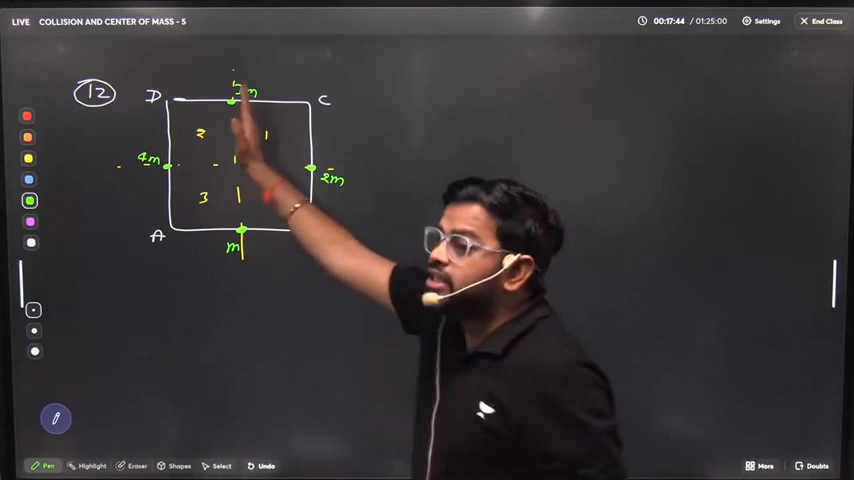 LIVE COLLISION AND CENTER OF MASS - 5
00:17:44 / 01:25:00 Settings End Class
12
D
C
2
1
4m
2m
3
A
m
Pen Highlight Eraser Shapes Select Undo
More Doubts